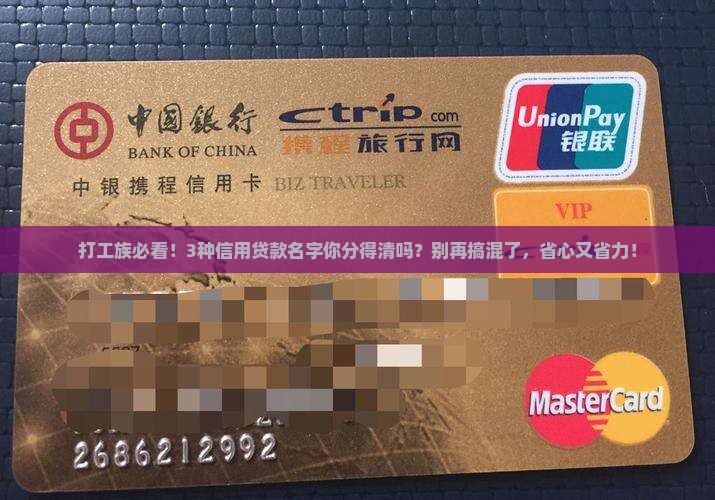 中國銀行
BANK OF CHINA
ctrip.com
携程旅行网
UnionPay
银联
中银携程信用卡 BIZ TRAVELER
VIP
打工族必看！3种信用贷款名字你分得清吗？别再搞混了，省心又省力！
MasterCard
2686212992